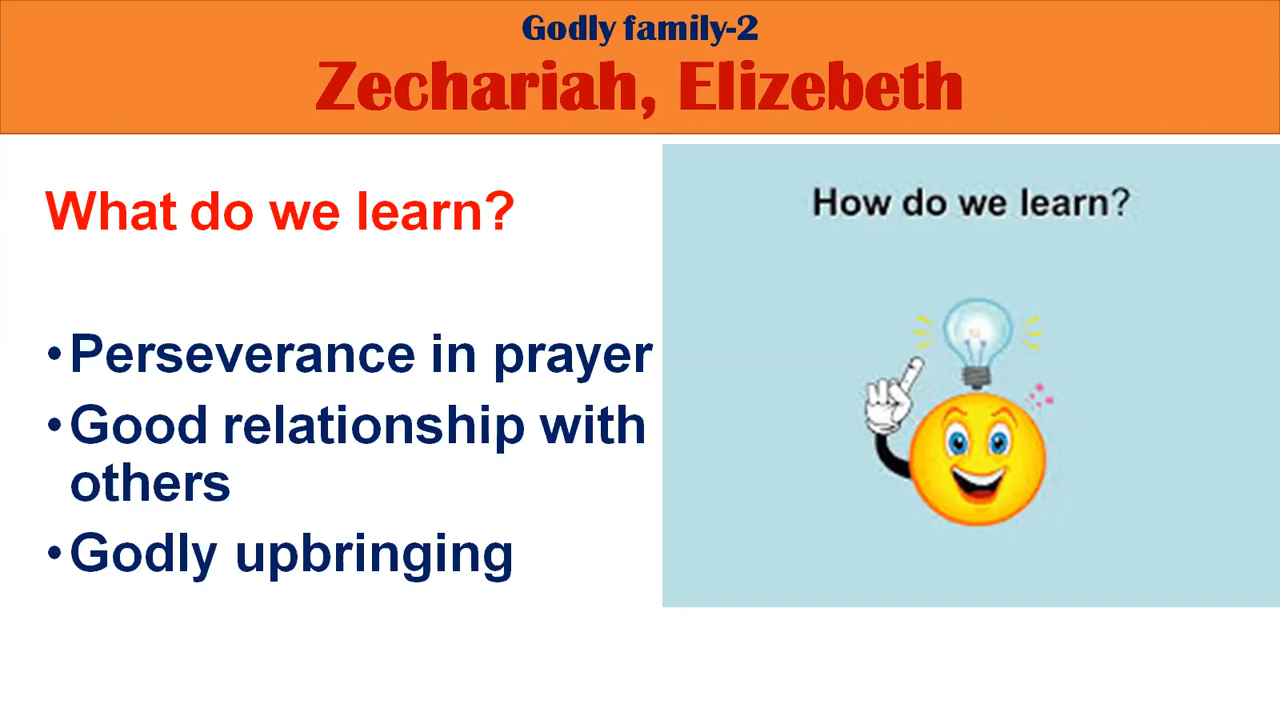 Godly family-2
Zechariah, Elizebeth
What do we learn?
•Perseverance in prayer
•Good relationship with
others
•Godly upbringing
How do we learn?